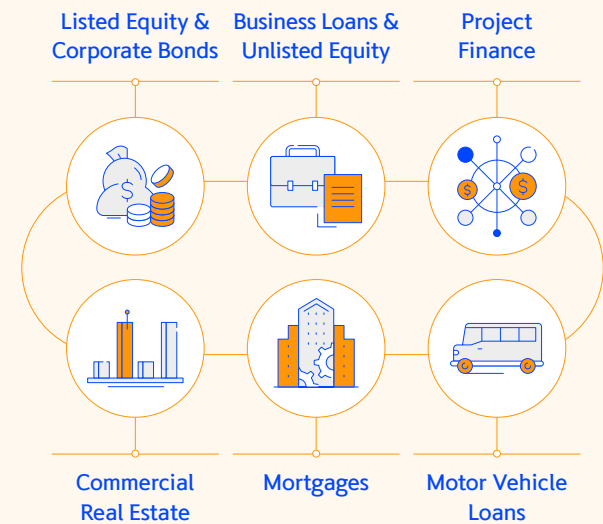 Listed Equity &
Corporate Bonds
Business Loans &
Unlisted Equity
Project
Finance
$
$
$
Commercial
Real Estate
Mortgages
Motor Vehicle
Loans